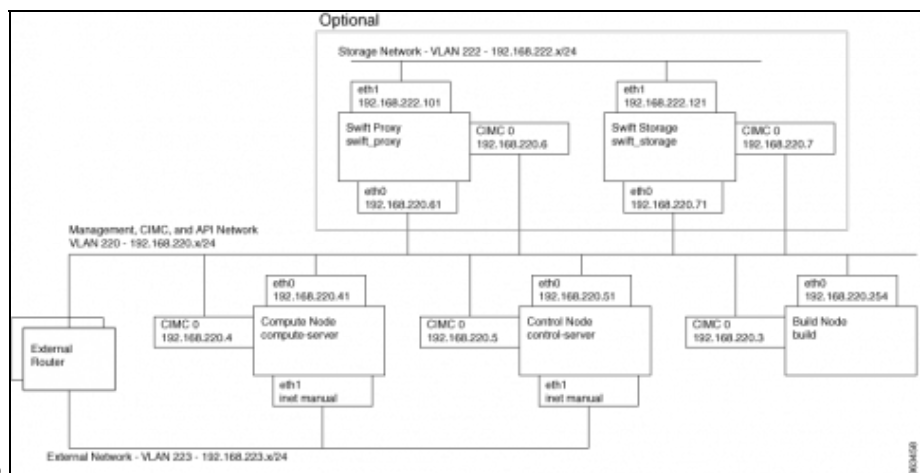 Optional
Storage Network - VLAN 222 - 192.168.222.x/24
eth1
192.168.222.101
eth1
192.168.222.121
Swift Proxy
swift_proxy
CIMC 0
192.168.220.6
Swift Storage
swift_storage
CIMC 0
192.168.220.7
eth0
192.168.220.61
eth0
192.168.220.71
Management, CIMC, and API Network
VLAN 220 - 192.168.220.x/24
eth0
192.168.220.41
eth0
192.168.220.51
eth0
192.168.220.254
External
Router
CIMC 0
192.168.220.4
Compute Node
compute-server
CIMC 0
192.168.220.5
Control Node
control-server
CIMC 0
192.168.220.3
Build Node
build
eth1
inet manual
eth1
inet manual
External Network - VLAN 223 - 192.168.223.x/24